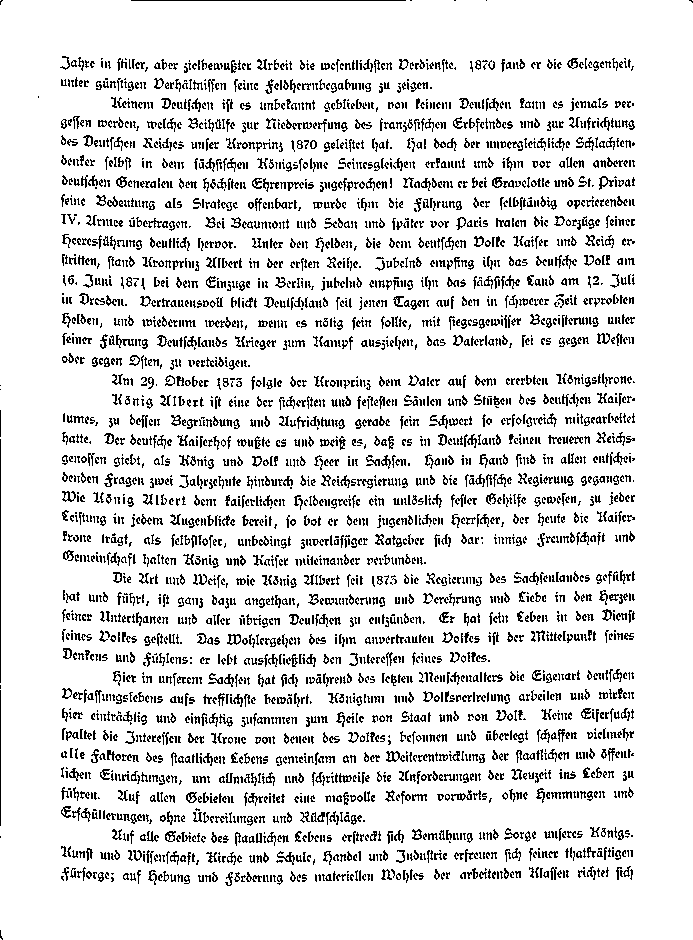 Jahre in stiller, aber zielbewußter Arbeit die wesentlichsten Verdienste. 1870 fand er die Gelegenheit,
unter günstigen Verhältnissen seine Feldherrnbegabung zu zeigen.
Keinem Deutschen ist es unbekannt geblieben, von keinem Deutschen kann es jemals ver-
gessen werden, welche Beihülfe zur Niederwerfung des französischen Erbfeindes und zur Aufrichtung
des Deutschen Reiches unser Kronprinz 1870 geleistet hat. Hat doch der unvergleichliche Schlachten-
denker selbst in dem sächsischen Königssohne Seinesgleichen erkannt und ihm vor allen anderen
deutschen Generalen den höchsten Ehrenpreis zugesprochen! Nachdem er bei Gravelotte und St. Privat
seine Bedeutung als Stratege offenbart, wurde ihm die Führung der selbständig operierenden
IV. Armee übertragen. Bei Beaumont und Sedan und später vor Paris traten die Vorzüge seiner
Heeresführung deutlich hervor. Unter den Helden, die dem deutschen Volke Kaiser und Reich er-
stritten, stand Kronprinz Albert in der ersten Reihe. Jubelnd empfing ihn das deutsche Volk am
16. Juni 1871 bei dem Einzuge in Berlin, jubelnd empfing ihn das sächsische Land am 12. Juli
in Dresden. Vertrauensvoll blickt Deutschland seit jenen Tagen auf den in schwerer Zeit erprobten
Helden, und wiederum werden, wenn es nötig sein sollte, mit siegesgewisser Begeisterung unter
seiner Führung Deutschlands Krieger zum Kampf ausziehen, das Vaterland, sei es gegen Westen
oder gegen Osten, zu verteidigen.
Am 29. Oktober 1873 folgte der Kronprinz dem Vater auf dem ererbten Königsthrone.
König Albert ist eine der sichersten und festesten Säulen und Stützen des deutschen Kaiser-
tumes, zu dessen Begründung und Aufrichtung gerade sein Schwert so erfolgreich mitgearbeitet
hatte. Der deutsche Kaiserhof wußte es und weiß es, daß es in Deutschland keinen treueren Reichs-
genossen giebt, als König und Volk und Heer in Sachsen. Hand in Hand sind in allen entschei-
denden Fragen zwei Jahrzehnte hindurch die Reichsregierung und die sächsische Regierung gegangen.
Wie König Albert dem kaiserlichen Heldengreise ein unlöslich fester Gehilfe gewesen, zu jeder
Leistung in jedem Augenblicke bereit, so bot er dem jugendlichen Herrscher, der heute die Kaiser-
krone trägt, als selbstloser, unbedingt zuverlässiger Ratgeber sich dar: innige Freundschaft und
Gemeinschaft halten König und Kaiser miteinander verbunden.
Die Art und Weise, wie König Albert seit 1873 die Regierung des Sachsenlandes geführt
hat und führt, ist ganz dazu angethan, Bewunderung und Verehrung und Liebe in den Herzen
seiner Unterthanen und aller übrigen Deutschen zu entzünden. Er hat sein Leben in den Dienst
seines Volkes gestellt. Das Wohlergehen des ihm anvertrauten Volkes ist der Mittelpunkt seines
Denkens und Fühlens: er lebt ausschließlich den Interessen seines Volkes.
Hier in unserem Sachsen hat sich während des letzten Menschenalters die Eigenart deutschen
Verfassungslebens aufs trefflichste bewährt. Königtum und Volksvertretung arbeiten und wirken
hier einträchtig und einsichtig zusammen zum Heile von Staat und von Volk. Keine Eifersucht
spaltet die Interessen der Krone von denen des Volkes; besonnen und überlegt schaffen vielmehr
alle Faktoren des staatlichen Lebens gemeinsam an der Weiterentwicklung der staatlichen und öffent-
lichen Einrichtungen, um allmählich und schrittweise die Anforderungen der Neuzeit ins Leben zu
führen. Auf allen Gebieten schreitet eine maßvolle Reform vorwärts, ohne Hemmungen und
Erschütterungen, ohne Übereilungen und Rückschläge.
Auf alle Gebiete des staatlichen Lebens erstreckt sich Bemühung und Sorge unseres Königs.
Kunst und Wissenschaft, Kirche und Schule, Handel und Industrie erfreuen sich seiner thatkräftigen
Fürsorge; auf Hebung und Förderung des materiellen Wohles der arbeitenden Klassen richtet sich